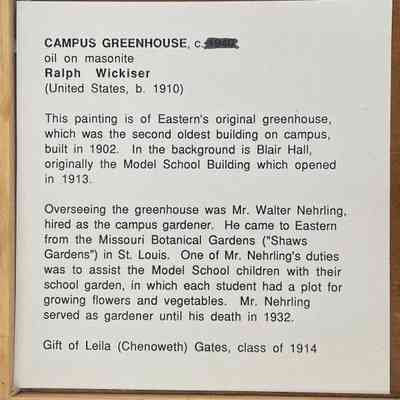 CAMPUS GREENHOUSE, c.
oil on masonite
Ralph Wickiser
(United States, b. 1910)
This painting is of Eastern's original greenhouse,
which was the second oldest building on campus,
built in 1902. In the background is Blair Hall,
originally the Model School Building which opened
in 1913.
Overseeing the greenhouse was Mr. Walter Nehrling,
hired as the campus gardener. He came to Eastern
from the Missouri Botanical Gardens ("Shaws
Gardens") in St. Louis. One of Mr. Nehrling's duties
was to assist the Model School children with their
school garden, in which each student had a plot for
growing flowers and vegetables. Mr. Nehrling
served as gardener until his death in 1932.
Gift of Leila (Chenoweth) Gates, class of 1914